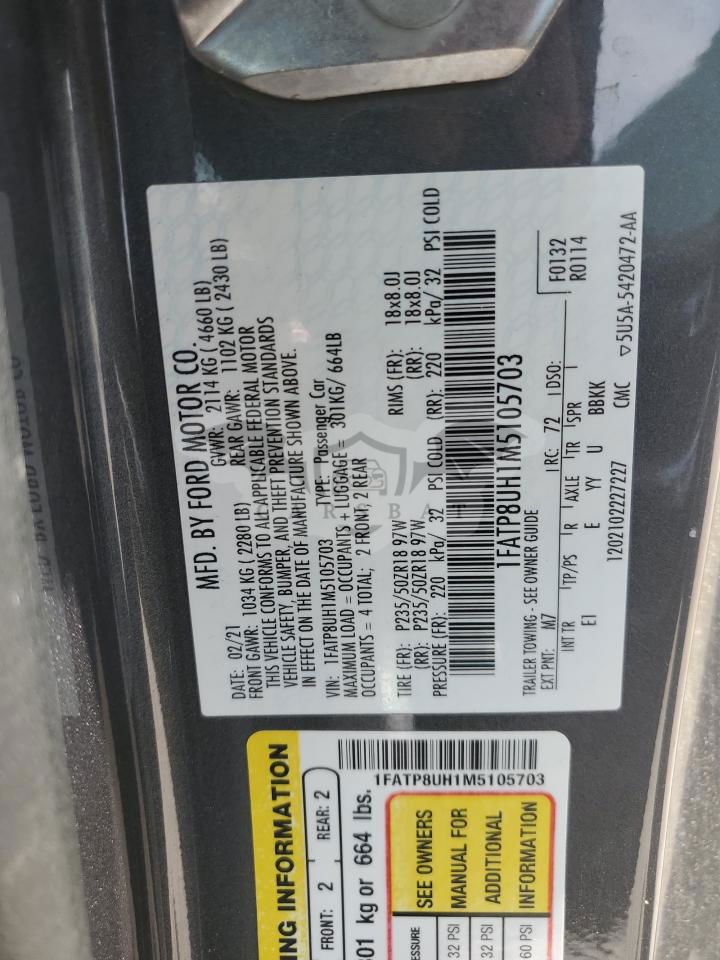 MFD. BY FORD MOTOR CO.
DATE: 02/21 GVWR: 2114 KG ( 4660 LB)
FRONT GAWR: 1034 KG ( 2280 LB) REAR GAWR: 1102 KG ( 2430 LB)
THIS VEHICLE CONFORMS TO ALL APPLICABLE FEDERAL MOTOR
VEHICLE SAFETY, BUMPER, AND THEFT PREVENTION STANDARDS
IN EFFECT ON THE DATE OF MANUFACTURE SHOWN ABOVE.
VIN: 1FATP8UH1M5105703 TYPE: Passenger Car
MAXIMUM LOAD = OCCUPANTS + LUGGAGE = 301KG/ 664LB
OCCUPANTS = 4 TOTAL; 2 FRONT, 2 REAR
TIRE (FR): P235/50ZR18 97W RIMS (FR): 18x8.0J
(RR): P235/50ZR18 97W. (RR): 18x8.0J
PRESSURE (FR): 220 kPa/ 32 PSI COLD (RR): 220 kPa/ 32 PSI COLD
1FATP8UH1M5105703
TRAILER TOWING - SEE OWNER GUIDE
EXT PNT: M7 RC: 72 DSO: F0132
R0114
INT TR TP/PS R AXLE TR SPR
EI E YY U BBKK
1202102227227 CMC
▽5U5A-5420472-AA
1FATP8UH1M5105703
ING INFORMATION
FRONT: 2 REAR: 2
301 kg or 664 lbs.
SEE OWNERS
MANUAL FOR
ADDITIONAL
INFORMATION
32 PSI
32 PSI
60 PSI